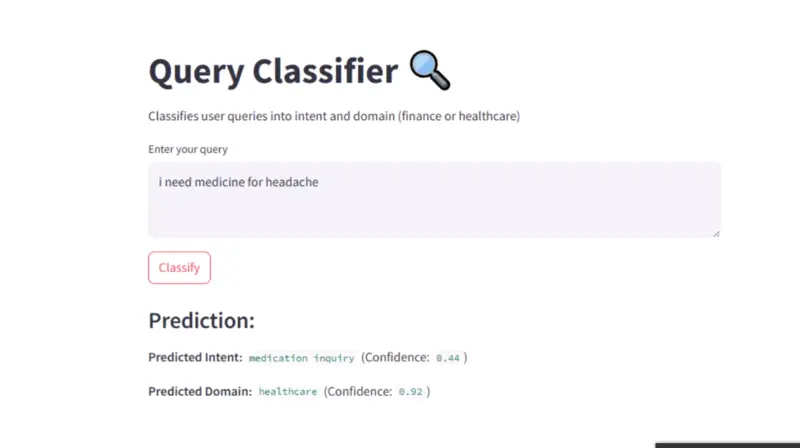 Query Classifier
Classifies user queries into intent and domain (finance or healthcare)
Enter your query
i need medicine for headache
Classify
Prediction:
Predicted Intent: medication inquiry (Confidence: 0.44 )
Predicted Domain: healthcare (Confidence: 0.92 )